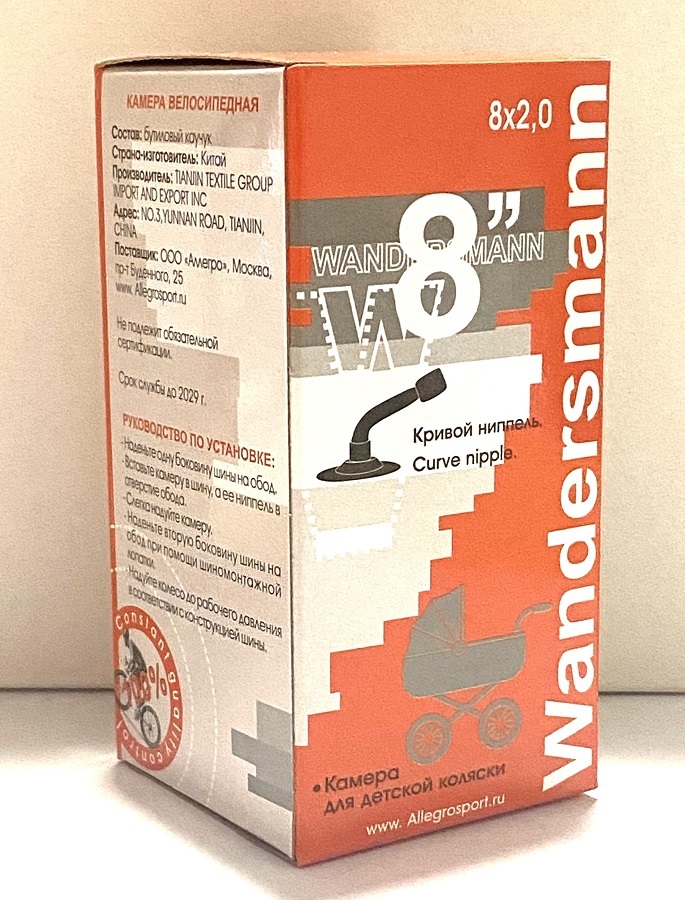 КАМЕРА ВЕЛОСИПЕДНАЯ
Состав: бутиловый каучук
Страна-изготовитель: Китай
Производитель: TIANJIN TEXTILE GROUP
IMPORT AND EXPORT INC
Адрес: NO.3,YUNNAN ROAD, TIANJIN,
CHINA
Поставщик: ООО «Аллегро», Москва,
пр-т Буденного, 25
www. Allegrosport.ru
Не подлежит обязательной
сертификации.
Срок службы до 2029 г.
РУКОВОДСТВО ПО УСТАНОВКЕ:
-Наденьте одну боковину шины на обод.
-Вставьте камеру в шину, а ее ниппель в
отверстие обода.
-Слегка надуйте камеру.
-Наденьте вторую боковину шины на
обод при помощи шиномонтажной
лопатки.
-Надуйте колесо до рабочего давления
в соответствии с конструкцией шины.
Constant quality control
100%
8x2,0
8”
WANDERSMANN
W
Кривой ниппель.
Curve nipple.
Wandersmann
•Камера
для детской коляски
www. Allegrosport.ru